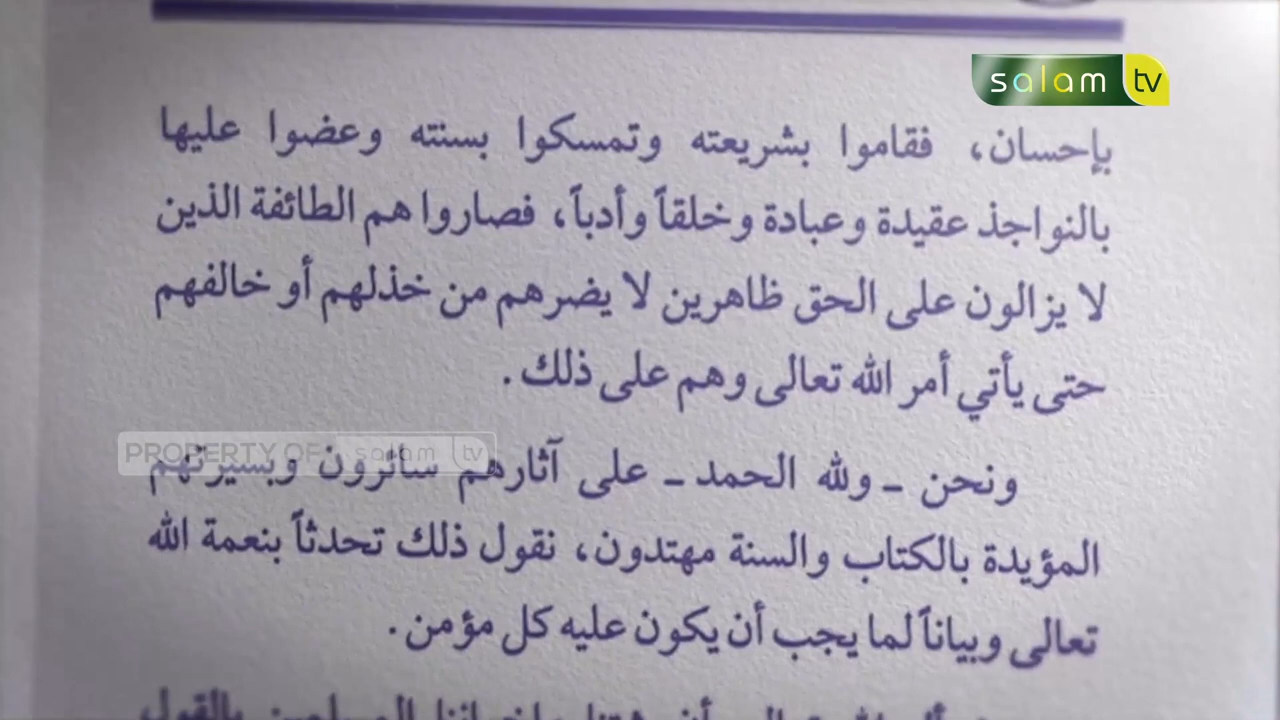 salam tv
بإحسان، فقاموا بشريعته وتمسكوا بسنته وعضوا عليها
بالنواجذ عقيدة وعبادة وخلقاً وأدباً، فصاروا هم الطائفة الذين
لا يزالون على الحق ظاهرين لا يضرهم من خذلهم أو خالفهم
حتى يأتي أمر الله تعالى وهم على ذلك.
PROPERTY OF salam tv
ونحن ـ ولله الحمد ـ على آثارهم سائرون وبسيرتهم
المؤيدة بالكتاب والسنة مهتدون، نقول ذلك تحدثاً بنعمة الله
تعالى وبياناً لما يجب أن يكون عليه كل مؤمن.